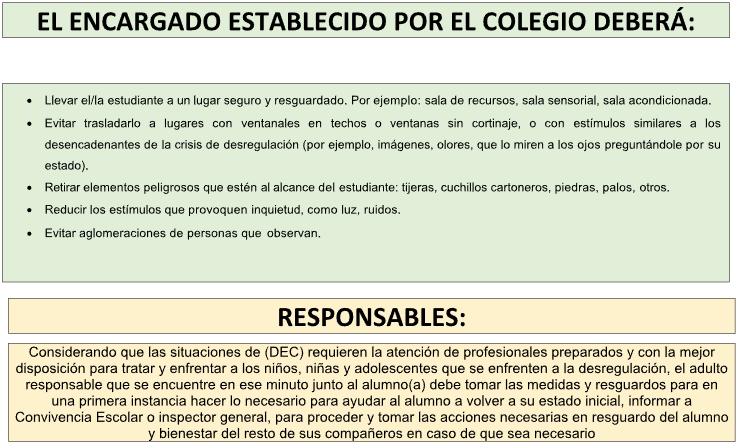 EL ENCARGADO ESTABLECIDO POR EL COLEGIO DEBERÁ:
• Llevar el/la estudiante a un lugar seguro y resguardado. Por ejemplo: sala de recursos, sala sensorial, sala acondicionada.
• Evitar trasladarlo a lugares con ventanales en techos o ventanas sin cortinaje, o con estímulos similares a los
desencadenantes de la crisis de desregulación (por ejemplo, imágenes, olores, que lo miren a los ojos preguntándole por su
estado).
• Retirar elementos peligrosos que estén al alcance del estudiante: tijeras, cuchillos cartoneros, piedras, palos, otros.
• Reducir los estímulos que provoquen inquietud, como luz, ruidos.
• Evitar aglomeraciones de personas que observan.
RESPONSABLES:
Considerando que las situaciones de (DEC) requieren la atención de profesionales preparados y con la mejor
disposición para tratar y enfrentar a los niños, niñas y adolescentes que se enfrenten a la desregulación, el adulto
responsable que se encuentre en ese minuto junto al alumno(a) debe tomar las medidas y resguardos para en
una primera instancia hacer lo necesario para ayudar al alumno a volver a su estado inicial, informar a
Convivencia Escolar o inspector general, para proceder y tomar las acciones necesarias en resguardo del alumno
y bienestar del resto de sus compañeros en caso de que sea necesario